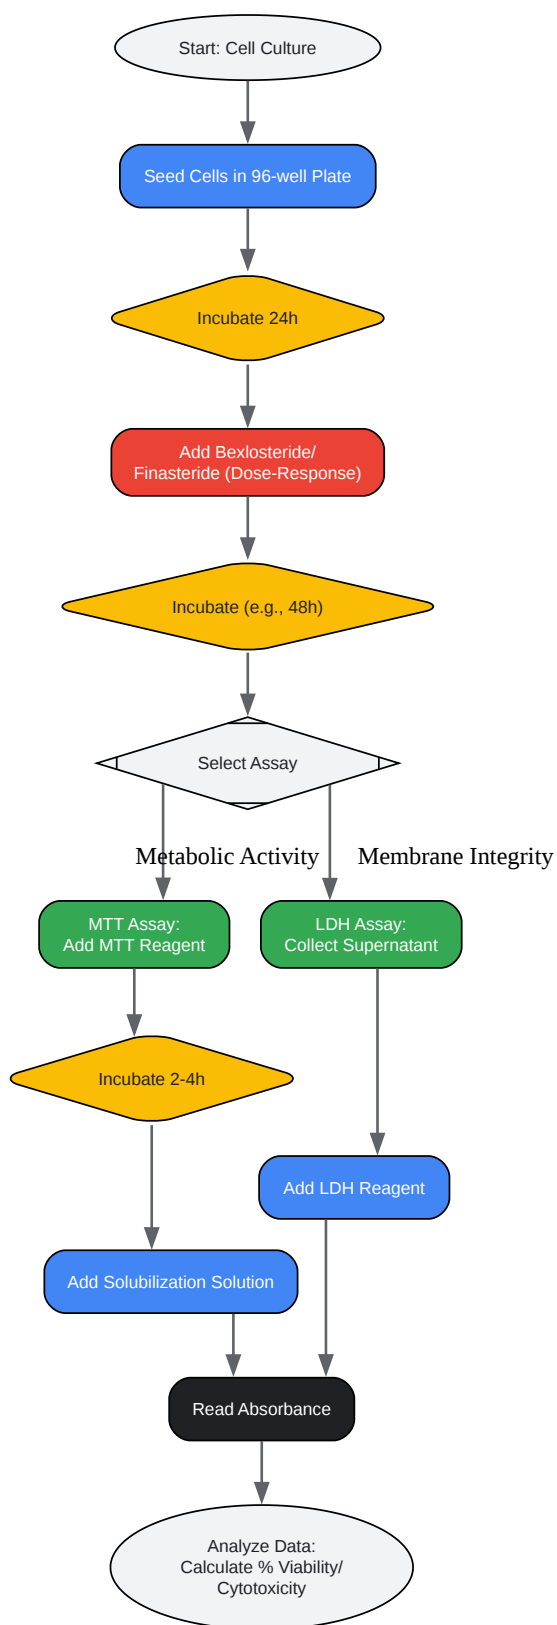 Start: Cell Culture
Seed Cells in 96-well Plate
Incubate 24h
Add Bexlosteride/
Finasteride (Dose-Response)
Incubate (e.g., 48h)
Select Assay
Metabolic Activity
Membrane Integrity
MTT Assay:
Add MTT Reagent
LDH Assay:
Collect Supernatant
Incubate 2-4h
Add LDH Reagent
Add Solubilization Solution
Read Absorbance
Analyze Data:
Calculate % Viability/
Cytotoxicity